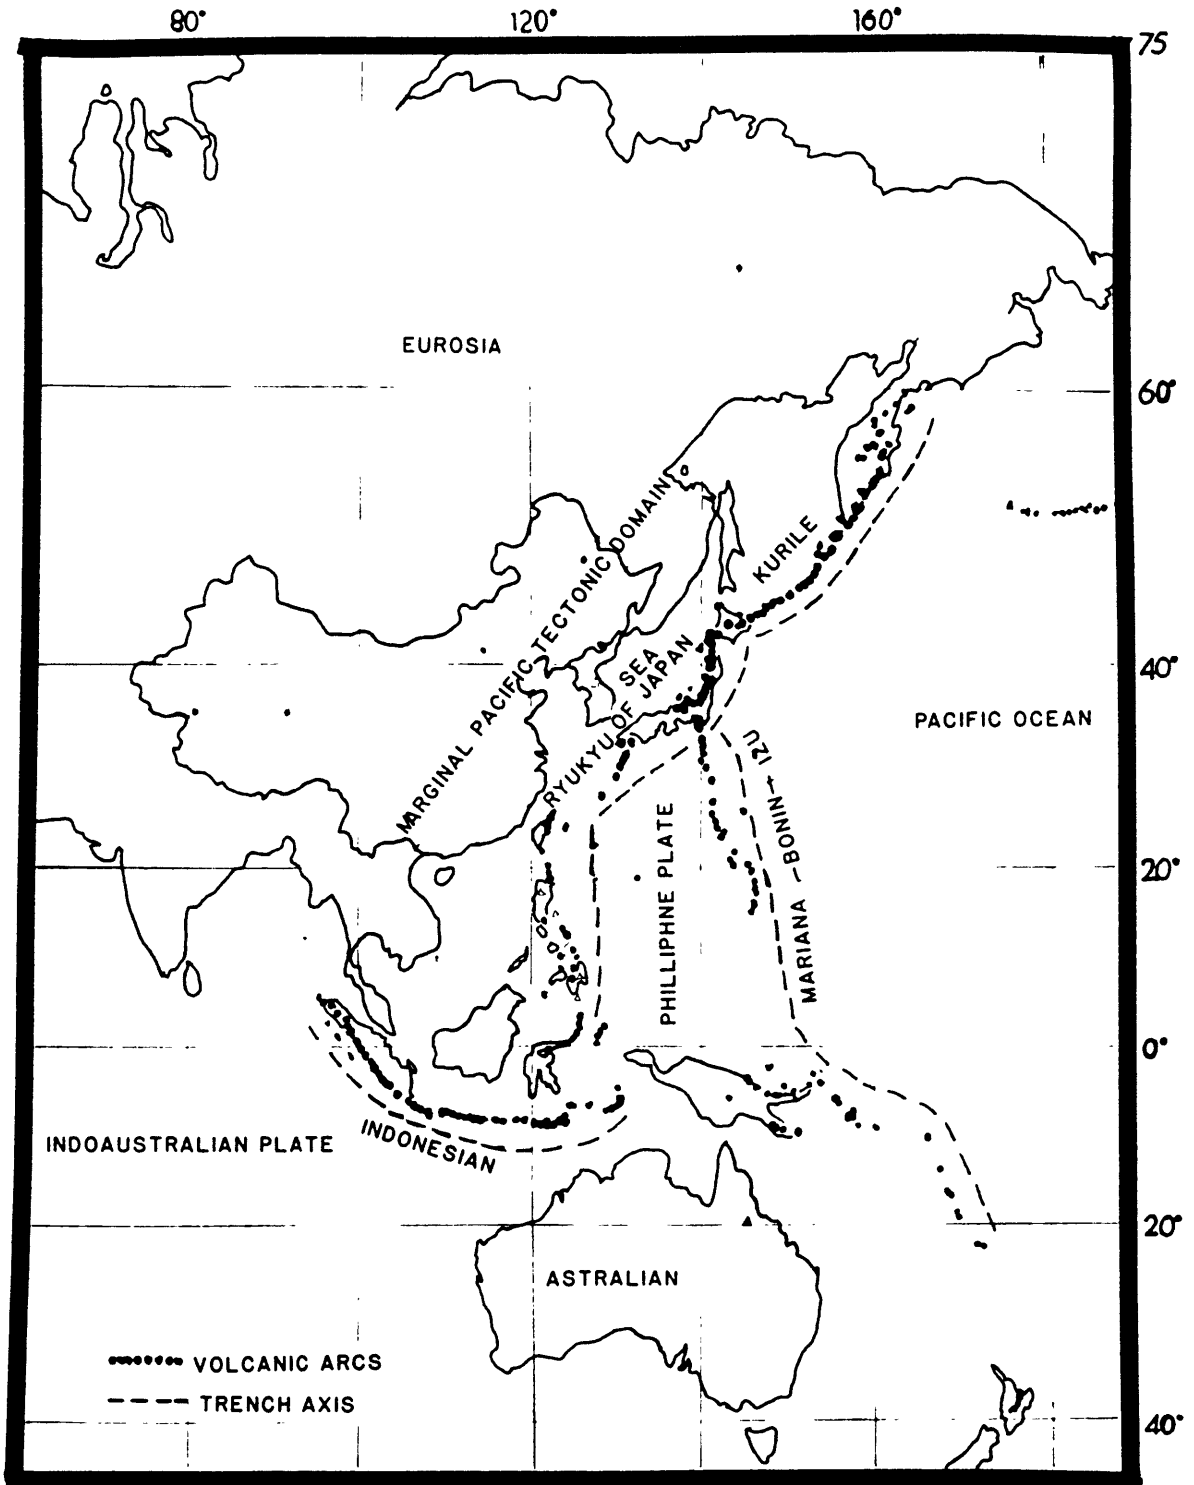 80° 120° 160°
75
EUROSIA
60°
MARGINAL PACIFIC TECTONIC DOMAIN
KURILE
SEA
OF JAPAN
40°
PACIFIC OCEAN
RYUKYU
IZU
BONIN
MARIANA
PHILLIPHNE PLATE
20°
0°
INDOAUSTRALIAN PLATE
INDONESIAN
20°
ASTRALIAN
VOLCANIC ARCS
TRENCH AXIS
40°